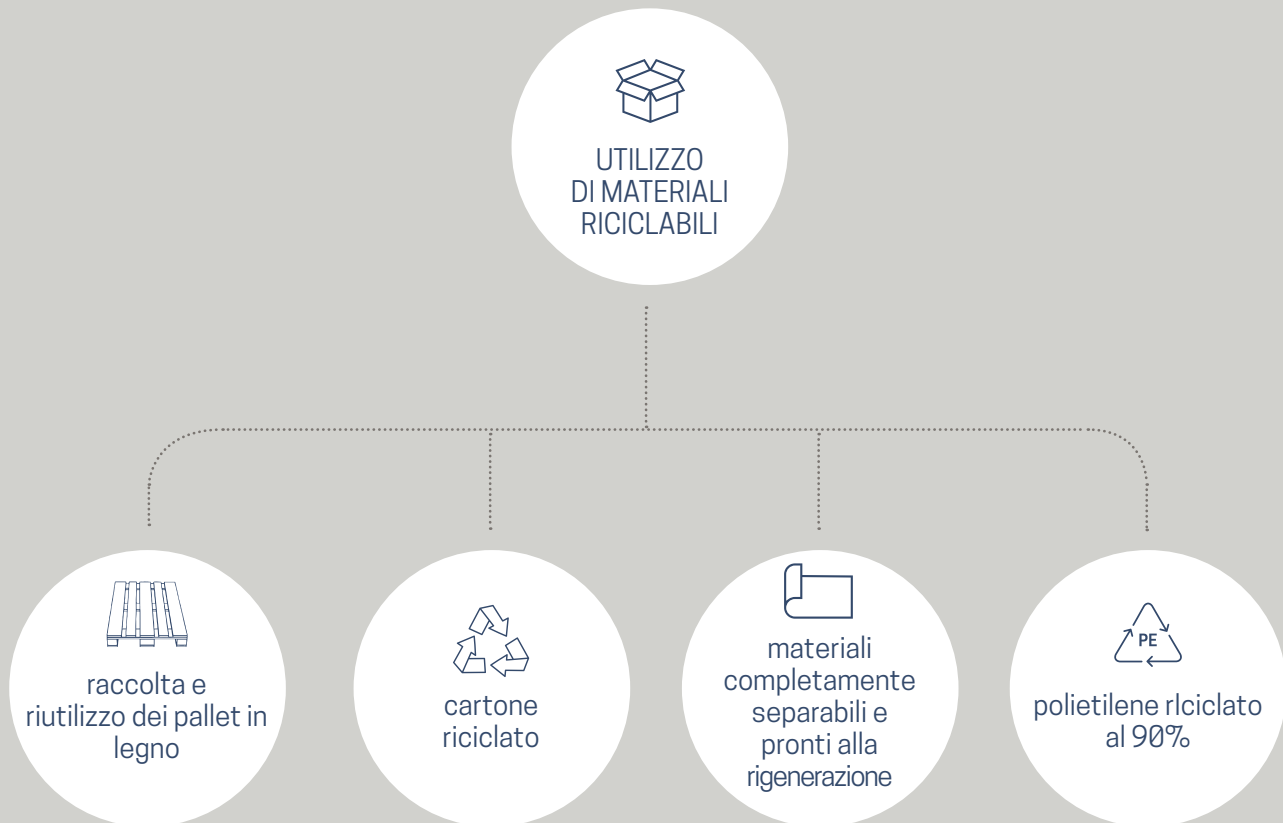 UTILIZZO
DI MATERIALI
RICICLABILI
raccolta e
riutilizzo dei pallet in
legno
cartone
riciclato
materiali
completamente
separabili e
pronti alla
rigenerazione
PE
polietilene rIciclato
al 90%